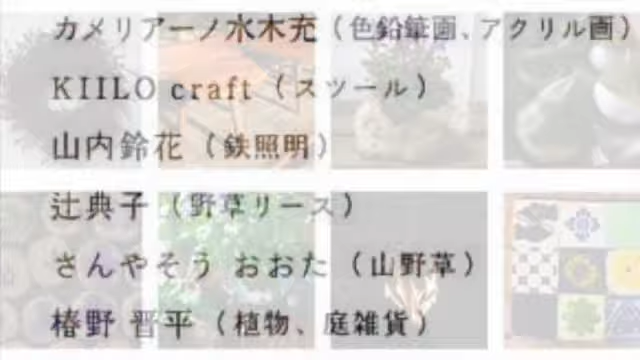 カメリアーノ水木充（色鉛筆画、アクリル画）
KIILO craft（スツール）
山内鈴花（鉄照明）
辻典子（野草リース）
さんやそう おおた（山野草）
椿野 晋平（植物、庭雑貨）